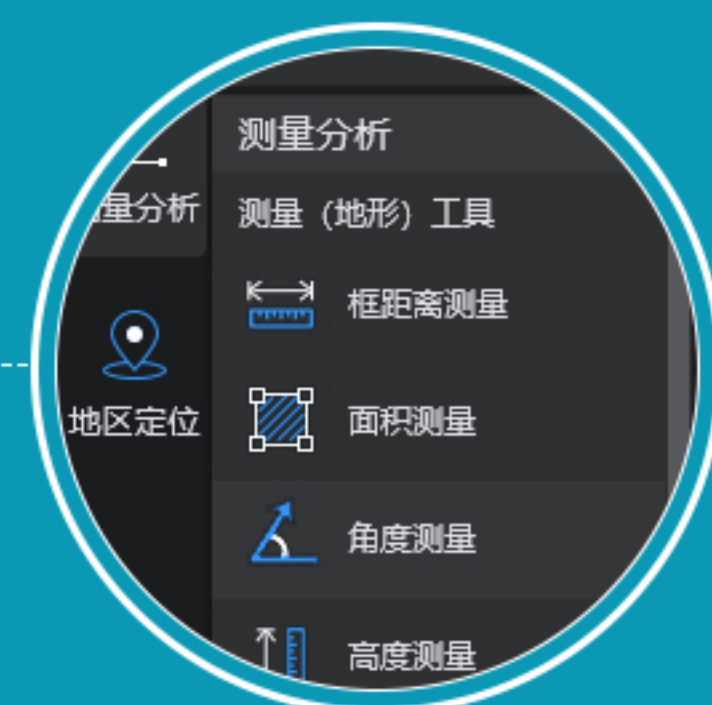 测量分析
量分析
测量（地形）工具
框距离测量
地区定位
面积测量
角度测量
高度测量